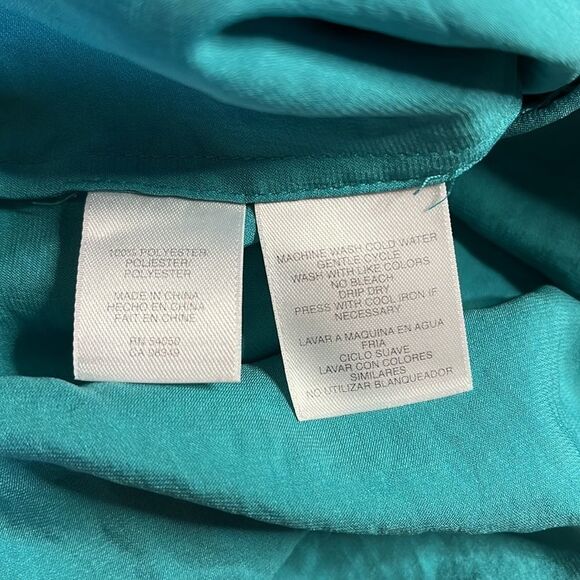 100% POLYESTER
POLIESTER
POLYESTER
MADE IN CHINA
HECHO EN CHINA
FAIT EN CHINE
RN 54050
CA 08349
MACHINE WASH COLD WATER
GENTLE CYCLE
WASH WITH LIKE COLORS
NO BLEACH
DRIP DRY
PRESS WITH COOL IRON IF
NECESSARY
LAVAR A MAQUINA EN AGUA
FRIA
CICLO SUAVE
LAVAR CON COLORES
SIMILARES
NO UTILIZAR BLANQUEADOR